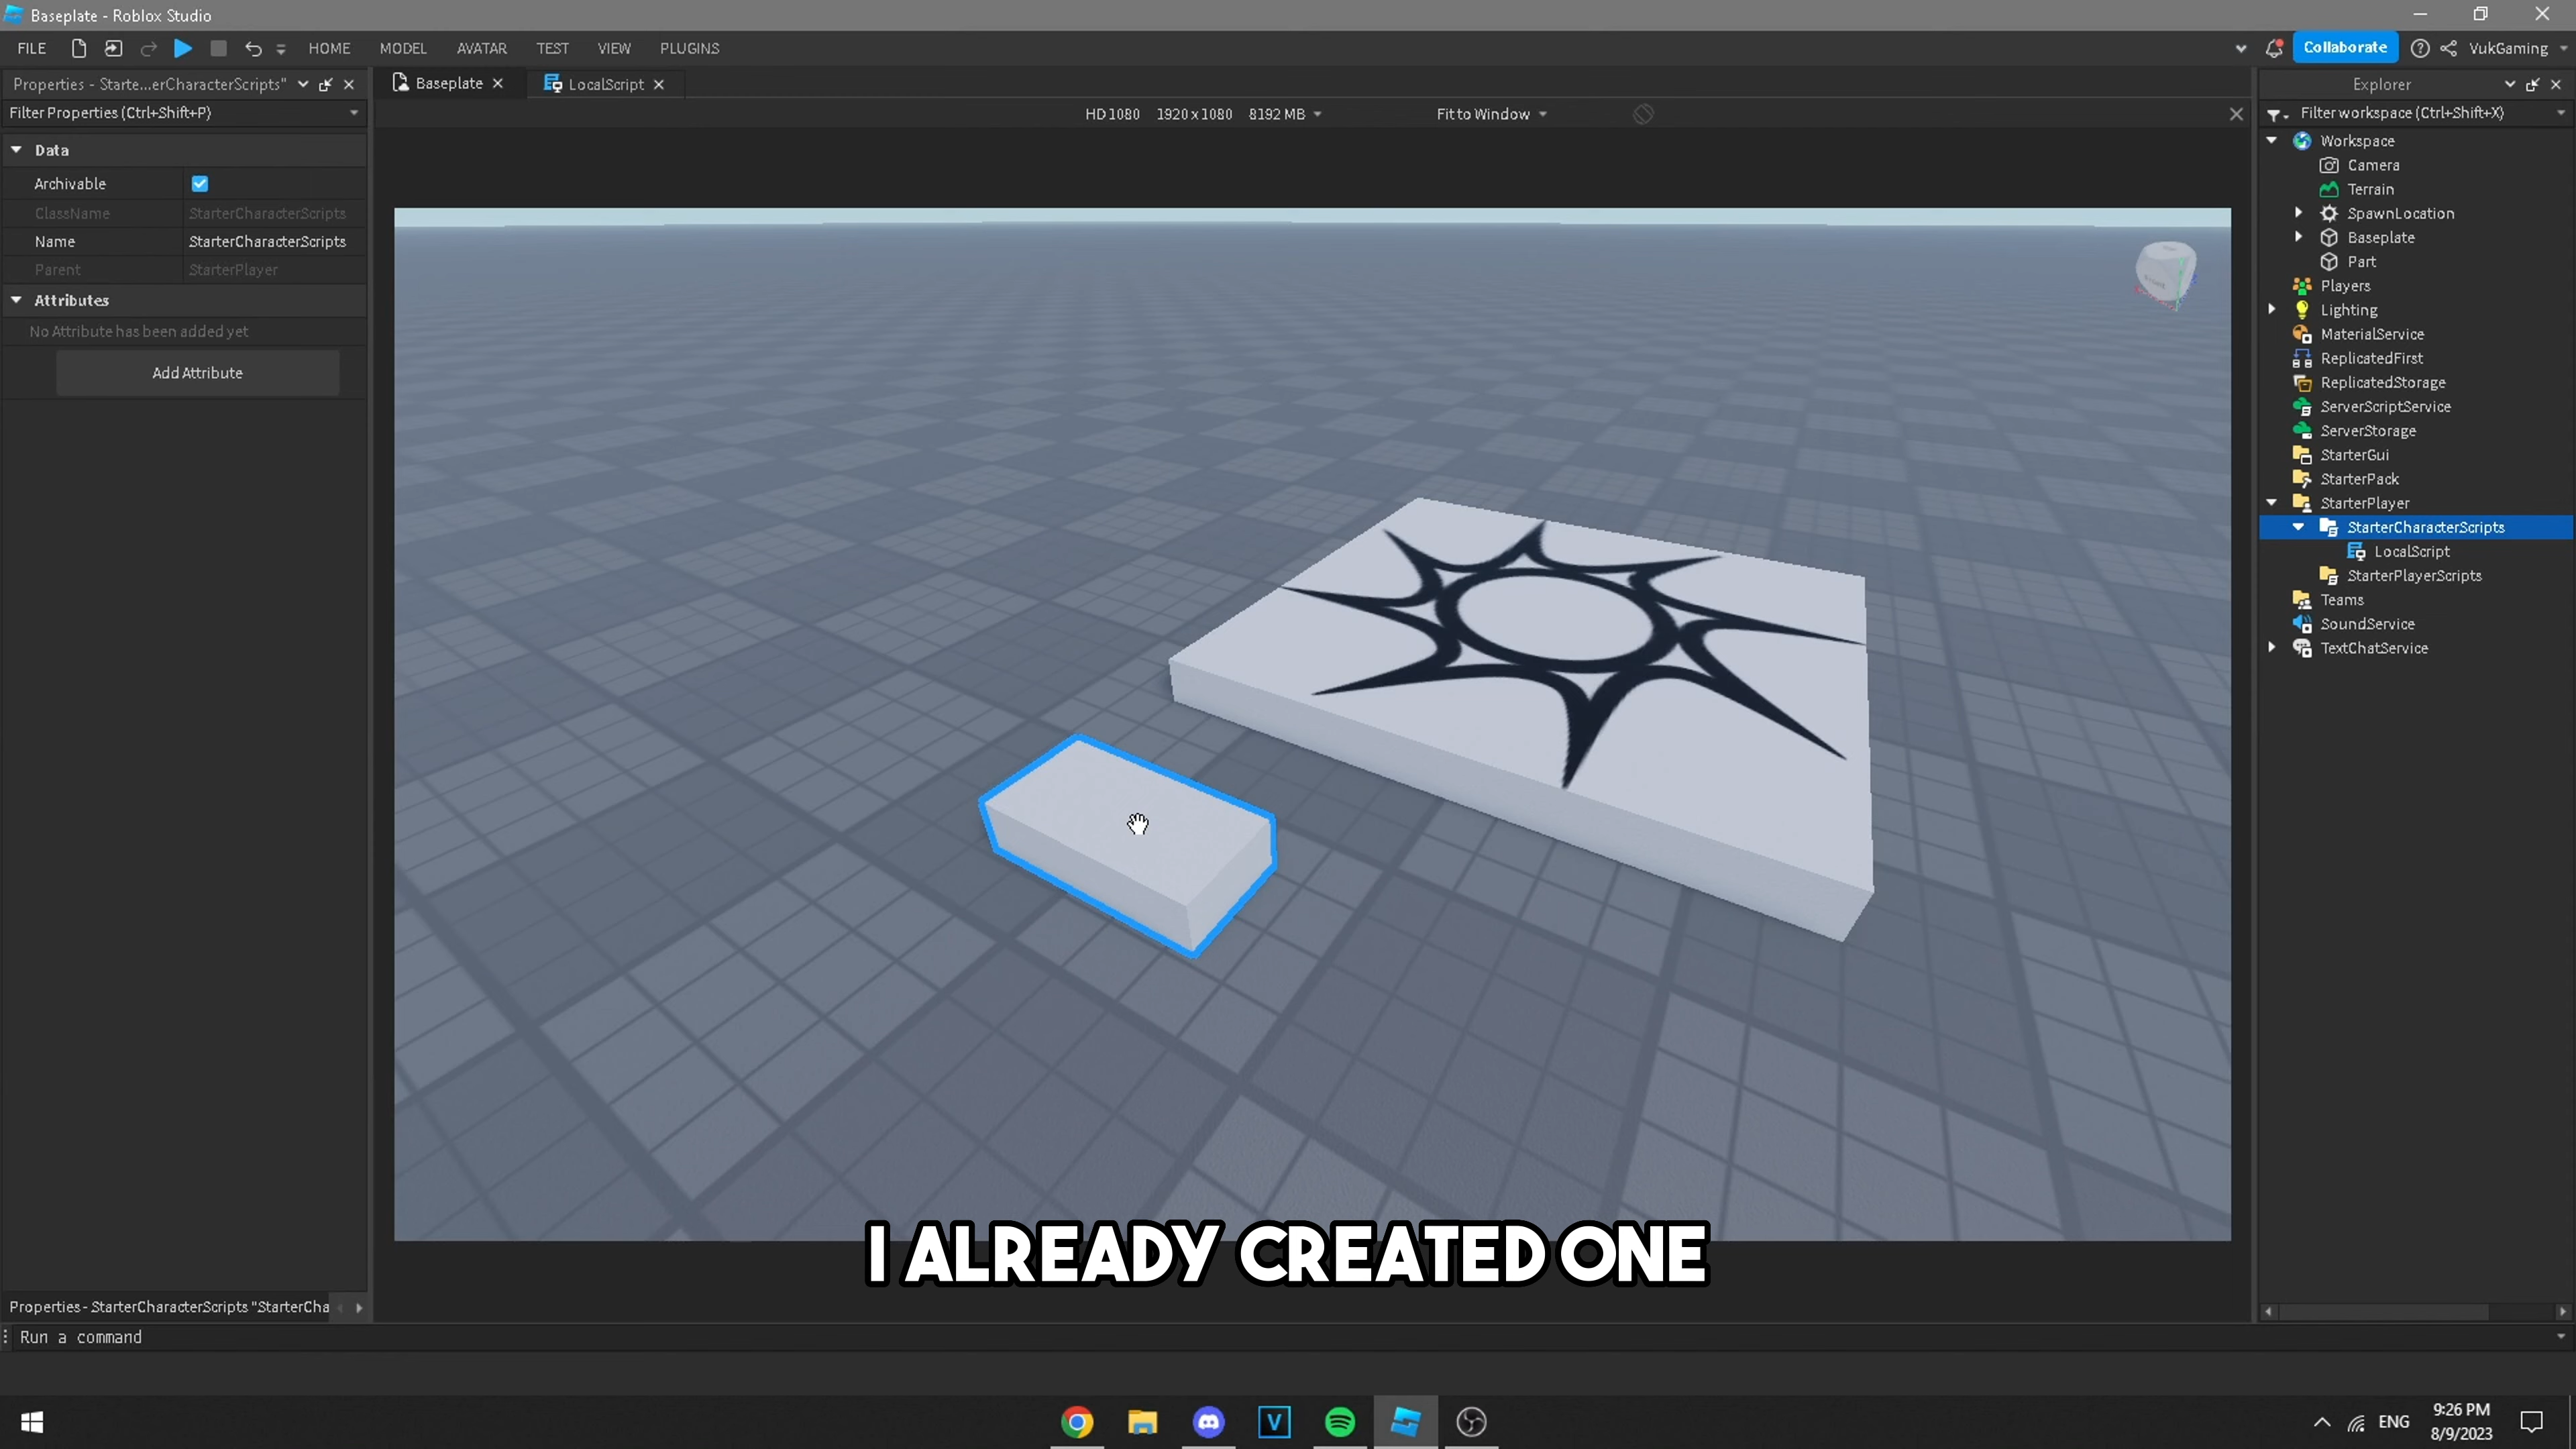 Baseplate - Roblox Studio
FILE HOME MODEL AVATAR TEST VIEW PLUGINS Collaborate VukGaming
Properties - Starte...erCharacterScripts"
Filter Properties (Ctrl+Shift+P)
Data
Archivable
ClassName StarterCharacterScripts
Name StarterCharacterScripts
Parent StarterPlayer
Attributes
No Attribute has been added yet
Add Attribute
Baseplate LocalScript
HD 1080 1920 x 1080 8192 MB Fit to Window
Explorer
Filter workspace (Ctrl+Shift+X)
Workspace
Camera
Terrain
SpawnLocation
Baseplate
Part
Players
Lighting
MaterialService
ReplicatedFirst
ReplicatedStorage
ServerScriptService
ServerStorage
StarterGui
StarterPack
StarterPlayer
StarterCharacterScripts
LocalScript
StarterPlayerScripts
Teams
SoundService
TextChatService
I ALREADY CREATED ONE
Properties - StarterCharacterScripts "StarterCha
Run a command
V
ENG
9:26 PM
8/9/2023